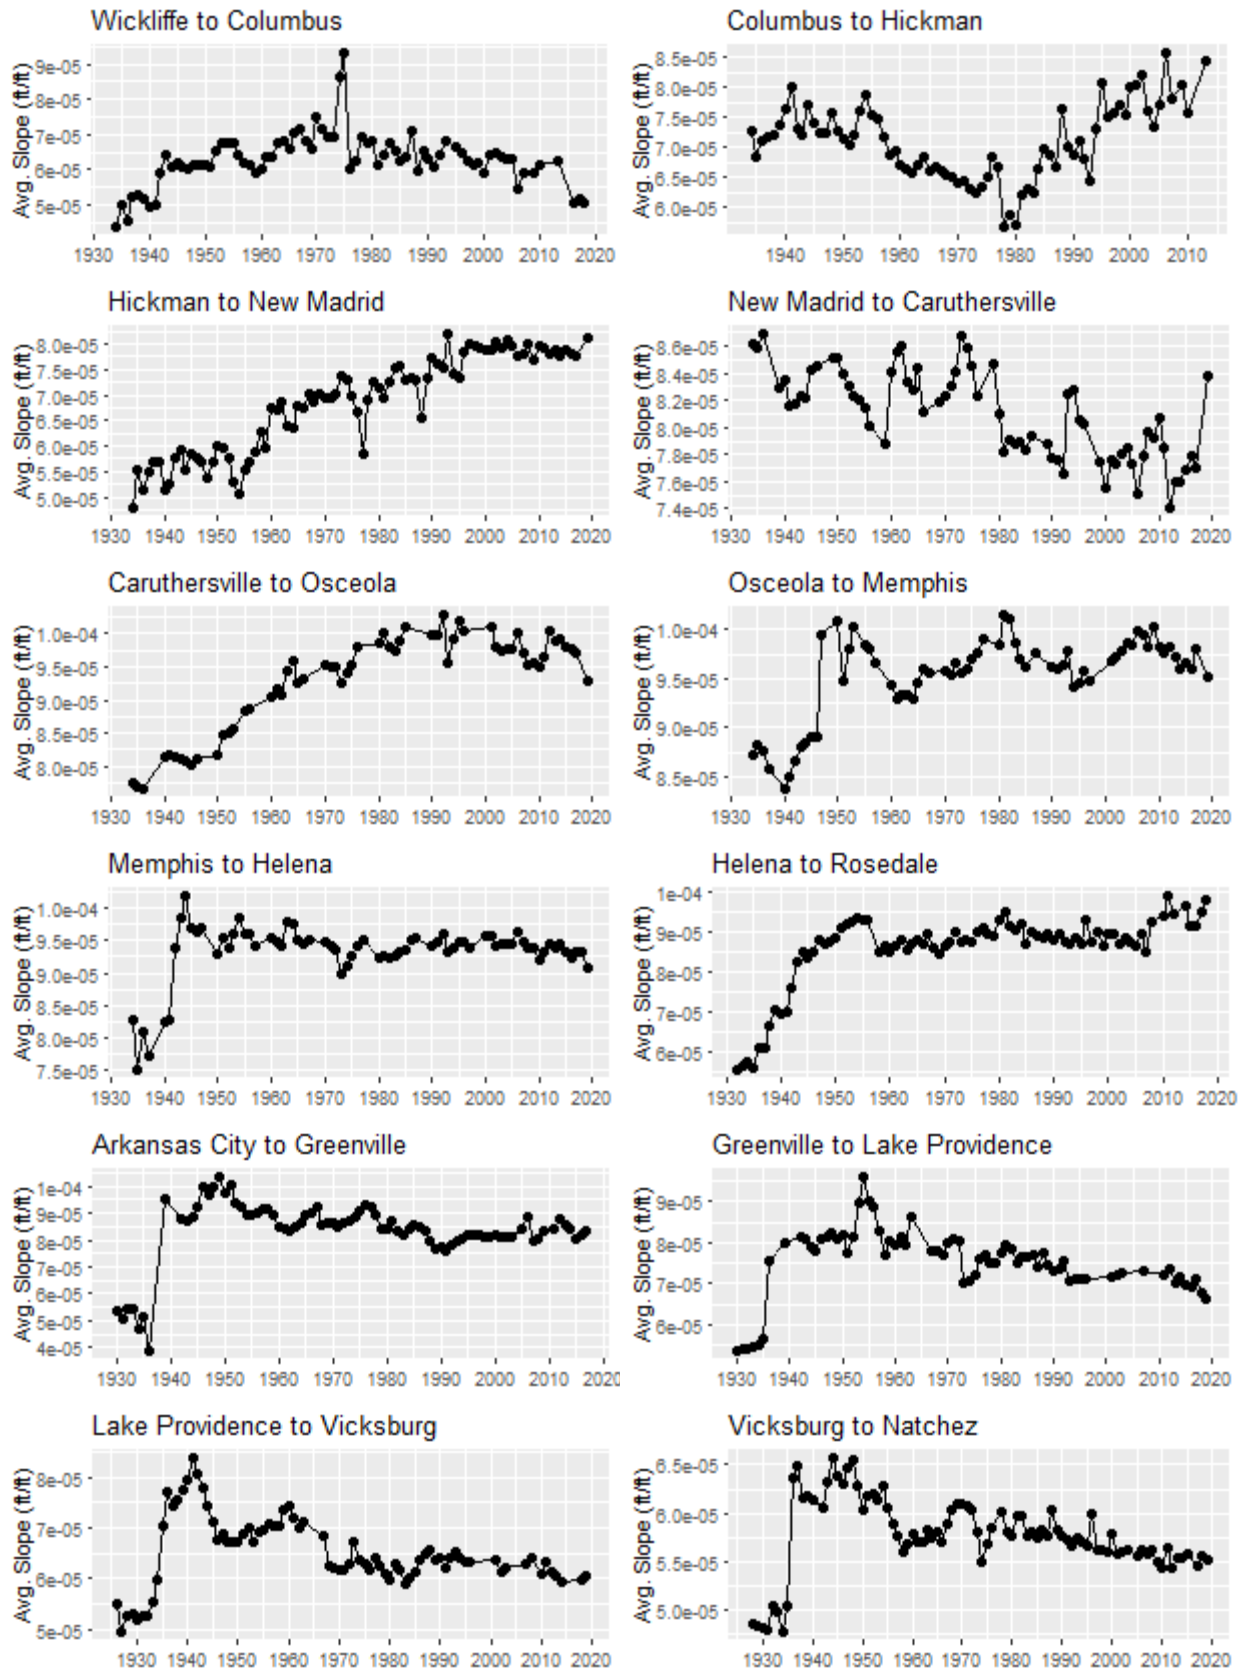 Wickliffe to Columbus
Avg. Slope (ft/ft)
9e-05
8e-05
7e-05
6e-05
5e-05
1930 1940 1950 1960 1970 1980 1990 2000 2010 2020
Columbus to Hickman
Avg. Slope (ft/ft)
8.5e-05
8.0e-05
7.5e-05
7.0e-05
6.5e-05
6.0e-05
1940 1950 1960 1970 1980 1990 2000 2010
Hickman to New Madrid
Avg. Slope (ft/ft)
8.0e-05
7.5e-05
7.0e-05
6.5e-05
6.0e-05
5.5e-05
5.0e-05
1930 1940 1950 1960 1970 1980 1990 2000 2010 2020
New Madrid to Caruthersville
Avg. Slope (ft/ft)
8.6e-05
8.4e-05
8.2e-05
8.0e-05
7.8e-05
7.6e-05
7.4e-05
1930 1940 1950 1960 1970 1980 1990 2000 2010 2020
Caruthersville to Osceola
Avg. Slope (ft/ft)
1.0e-04
9.5e-05
9.0e-05
8.5e-05
8.0e-05
1930 1940 1950 1960 1970 1980 1990 2000 2010 2020
Osceola to Memphis
Avg. Slope (ft/ft)
1.0e-04
9.5e-05
9.0e-05
8.5e-05
1930 1940 1950 1960 1970 1980 1990 2000 2010 2020
Memphis to Helena
Avg. Slope (ft/ft)
1.0e-04
9.5e-05
9.0e-05
8.5e-05
8.0e-05
7.5e-05
1930 1940 1950 1960 1970 1980 1990 2000 2010 2020
Helena to Rosedale
Avg. Slope (ft/ft)
1e-04
9e-05
8e-05
7e-05
6e-05
1930 1940 1950 1960 1970 1980 1990 2000 2010 2020
Arkansas City to Greenville
Avg. Slope (ft/ft)
1e-04
9e-05
8e-05
7e-05
6e-05
5e-05
4e-05
1930 1940 1950 1960 1970 1980 1990 2000 2010 2020
Greenville to Lake Providence
Avg. Slope (ft/ft)
9e-05
8e-05
7e-05
6e-05
1930 1940 1950 1960 1970 1980 1990 2000 2010 2020
Lake Providence to Vicksburg
Avg. Slope (ft/ft)
8e-05
7e-05
6e-05
5e-05
1930 1940 1950 1960 1970 1980 1990 2000 2010 2020
Vicksburg to Natchez
Avg. Slope (ft/ft)
6.5e-05
6.0e-05
5.5e-05
5.0e-05
1930 1940 1950 1960 1970 1980 1990 2000 2010 2020